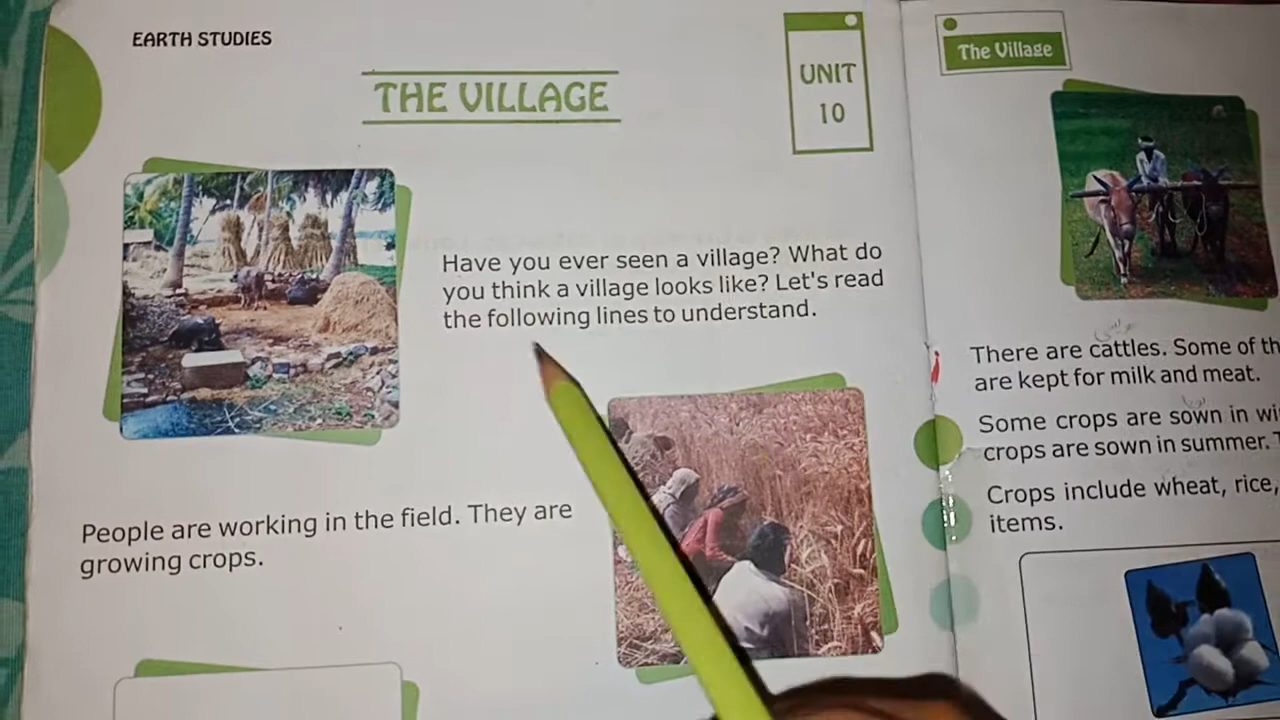 EARTH STUDIES
THE VILLAGE
UNIT
10
Have you ever seen a village? What do
you think a village looks like? Let's read
the following lines to understand.
People are working in the field. They are
growing crops.
The Village
There are cattles. Some of
are kept for milk and meat.
Some crops are sown in
crops are sown in summer.
Crops include wheat, rice,
items.